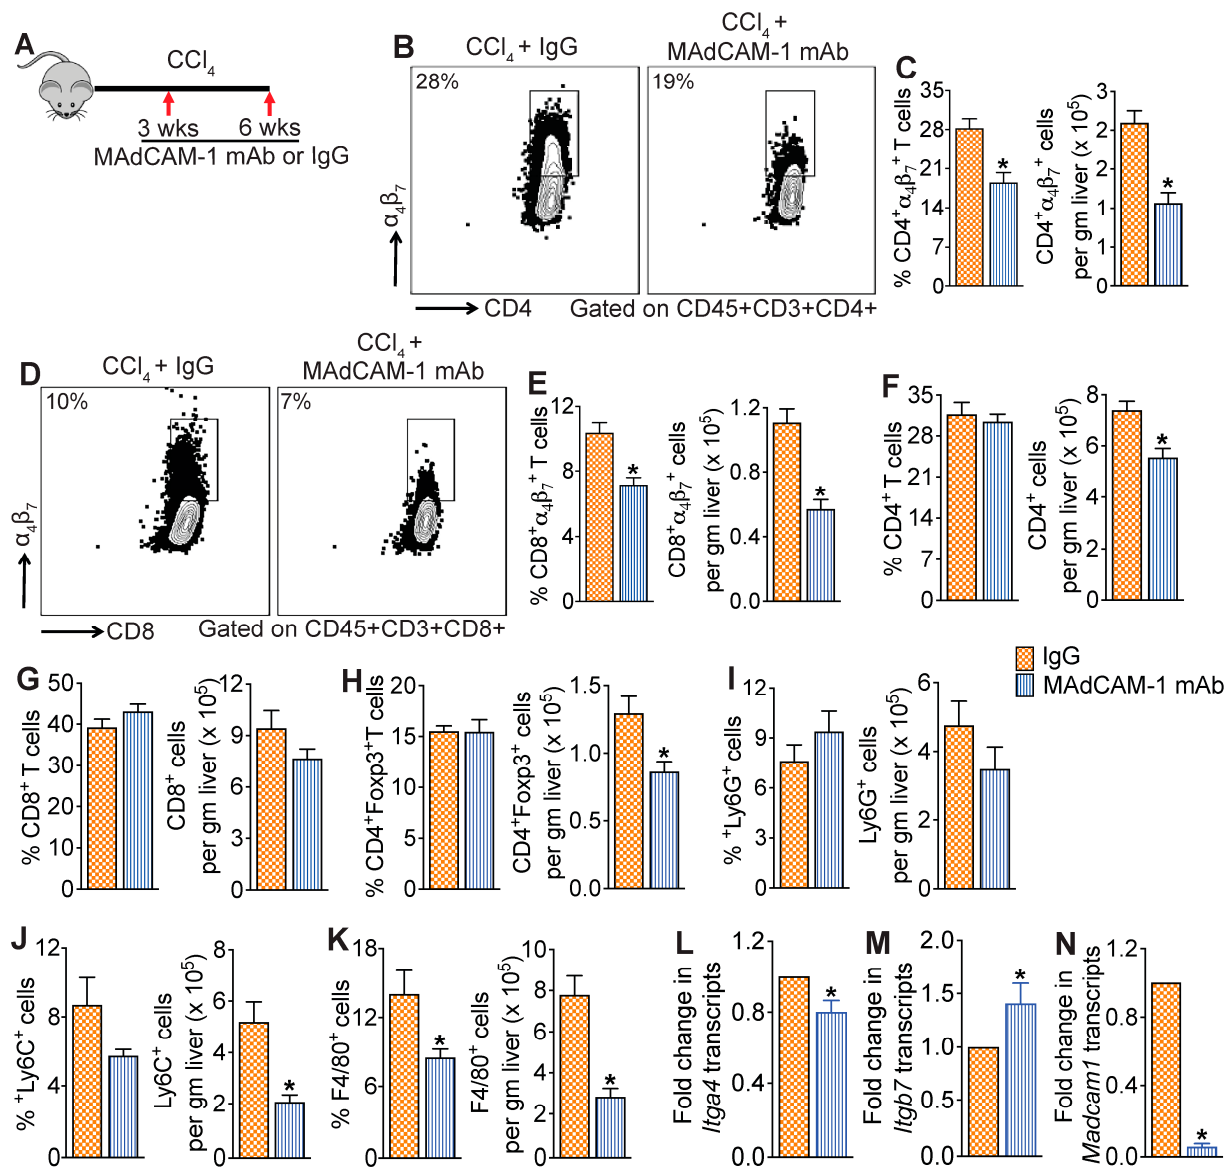 A
CCl4
3 wks 6 wks
MAdCAM-1 mAb or IgG
B
CCl4 + IgG
CCl4 +
MAdCAM-1 mAb
28%
19%
α4β7
CD4
Gated on CD45+CD3+CD4+
C
% CD4+α4β7+ T cells
35
28
21
14
7
0
*
CD4+α4β7+ cells
per gm liver (x 10^5)
3
2
2
1
1
0
*
D
CCl4 + IgG
CCl4 +
MAdCAM-1 mAb
10%
7%
α4β7
CD8
Gated on CD45+CD3+CD8+
E
% CD8+α4β7+ T cells
12
8
4
0
*
CD8+α4β7+ cells
per gm liver (x 10^5)
1.2
0.8
0.4
0.0
*
F
% CD4+T cells
35
28
21
14
7
0
CD4+ cells
per gm liver (x 10^5)
8
6
4
2
0
*
IgG
MAdCAM-1 mAb
G
% CD8+T cells
50
40
30
20
10
0
CD8+ cells
per gm liver (x 10^5)
12
9
6
3
0
H
% CD4+Foxp3+T cells
20
15
10
5
0
CD4+Foxp3+ cells
per gm liver (x 10^5)
1.5
1.0
0.5
0.0
*
I
% +Ly6G+ cells
12
9
6
3
0
Ly6G+ cells
per gm liver (x 10^5)
6
4
2
0
J
% +Ly6C+ cells
12
8
4
0
Ly6C+ cells
per gm liver (x 10^5)
8
6
4
2
0
*
K
% F4/80+ cells
18
12
6
0
*
F4/80+ cells
per gm liver (x 10^5)
10
8
6
4
2
0
*
L
Fold change in
Itga4 transcripts
1.2
0.8
0.4
0.0
*
M
Fold change in
Itgb7 transcripts
2.0
1.5
1.0
0.5
0.0
*
N
Fold change in
Madcam1 transcripts
1.2
0.8
0.4
0.0
*